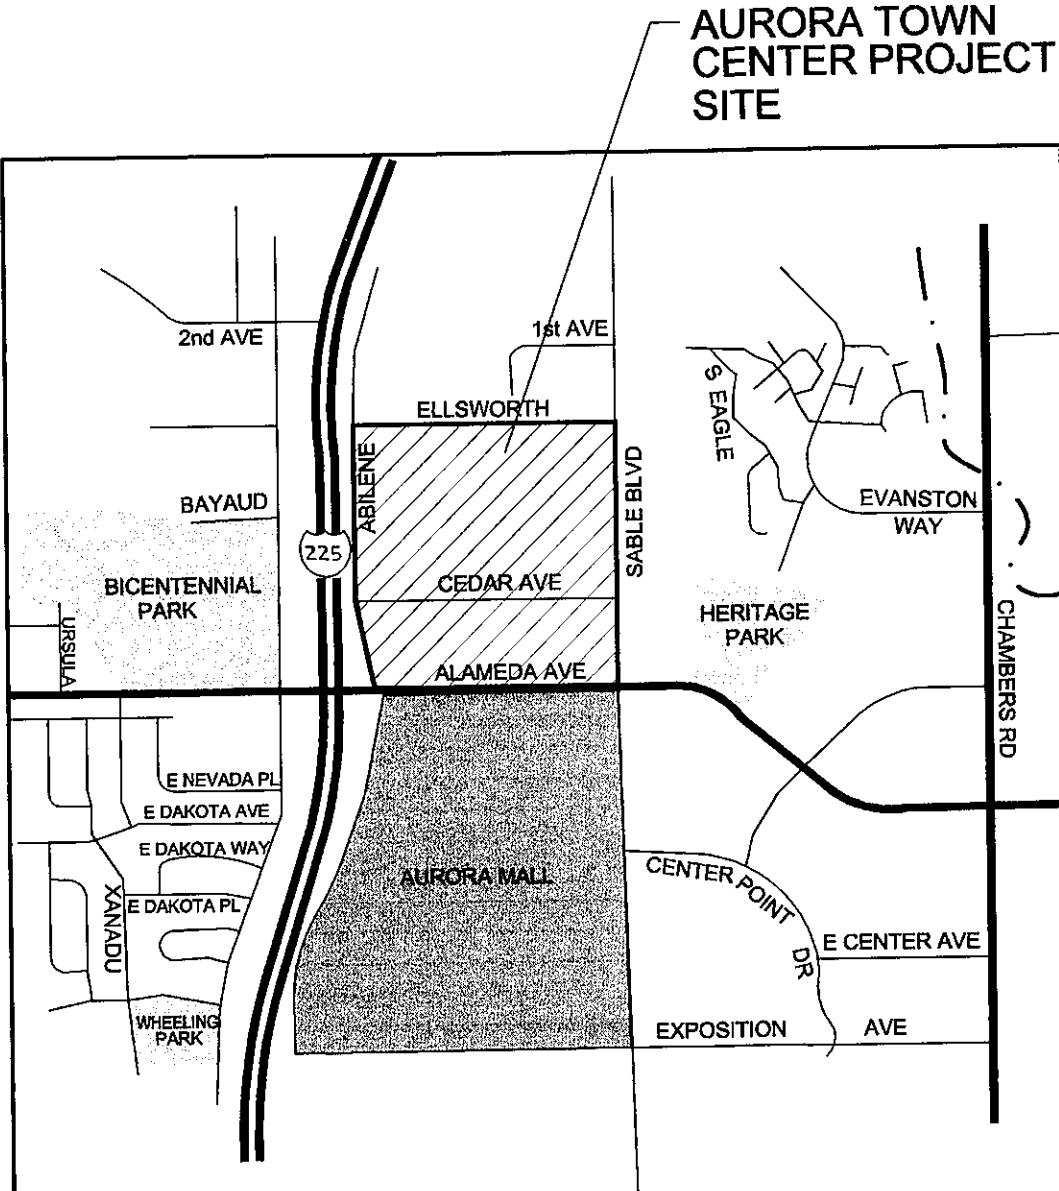 AURORA TOWN
CENTER PROJECT
SITE
2nd AVE
1st AVE
S EAGLE
ELLSWORTH
ABILENE
SABLE BLVD
BAYAUD
EVANSTON
WAY
225
BICENTENNIAL
PARK
CEDAR AVE
HERITAGE
PARK
URSULA
CHAMBERS RD
ALAMEDA AVE
E NEVADA PL
E DAKOTA AVE
E DAKOTA WAY
AURORA MALL
CENTER POINT DR
XANADU
E DAKOTA PL
E CENTER AVE
WHEELING
PARK
EXPOSITION AVE